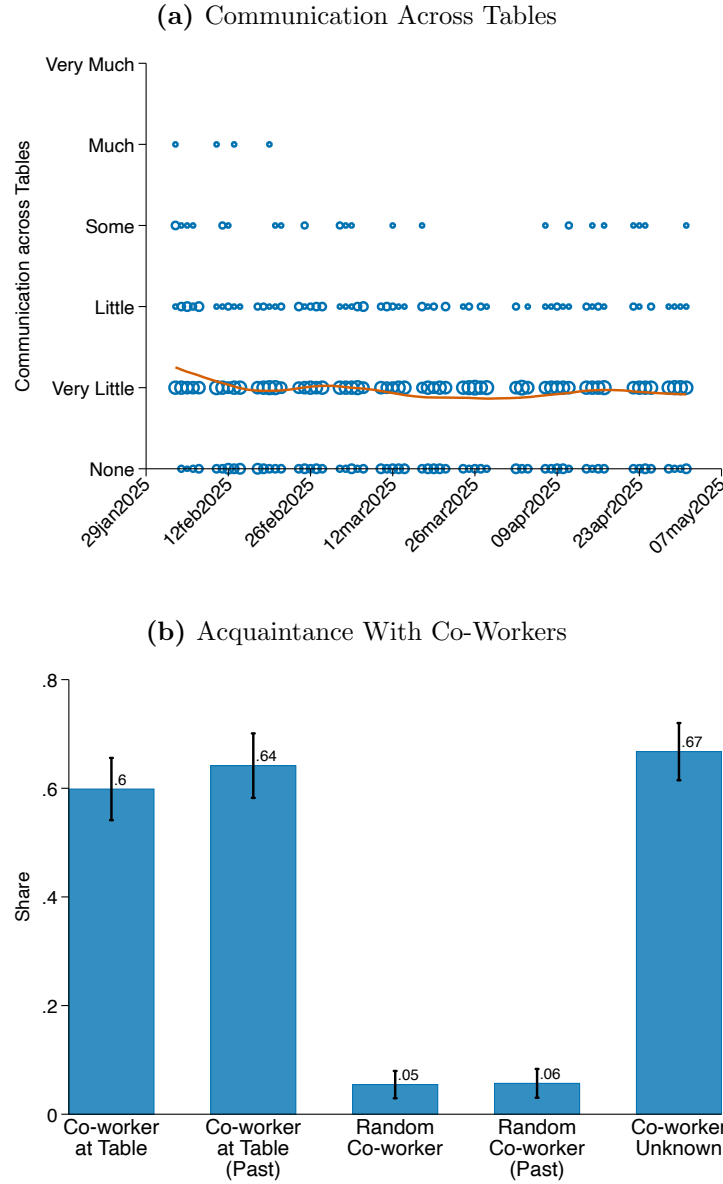 (a) Communication Across Tables
Communication across Tables
Very Much
Much
Some
Little
Very Little
None
29jan2025
12feb2025
26feb2025
12mar2025
26mar2025
09apr2025
23apr2025
07may2025
(b) Acquaintance With Co-Workers
Share
.8
.6
.4
.2
0
.6
.64
.05
.06
.67
Co-worker
at Table
Co-worker
at Table
(Past)
Random
Co-worker
Random
Co-worker
(Past)
Co-worker
Unknown